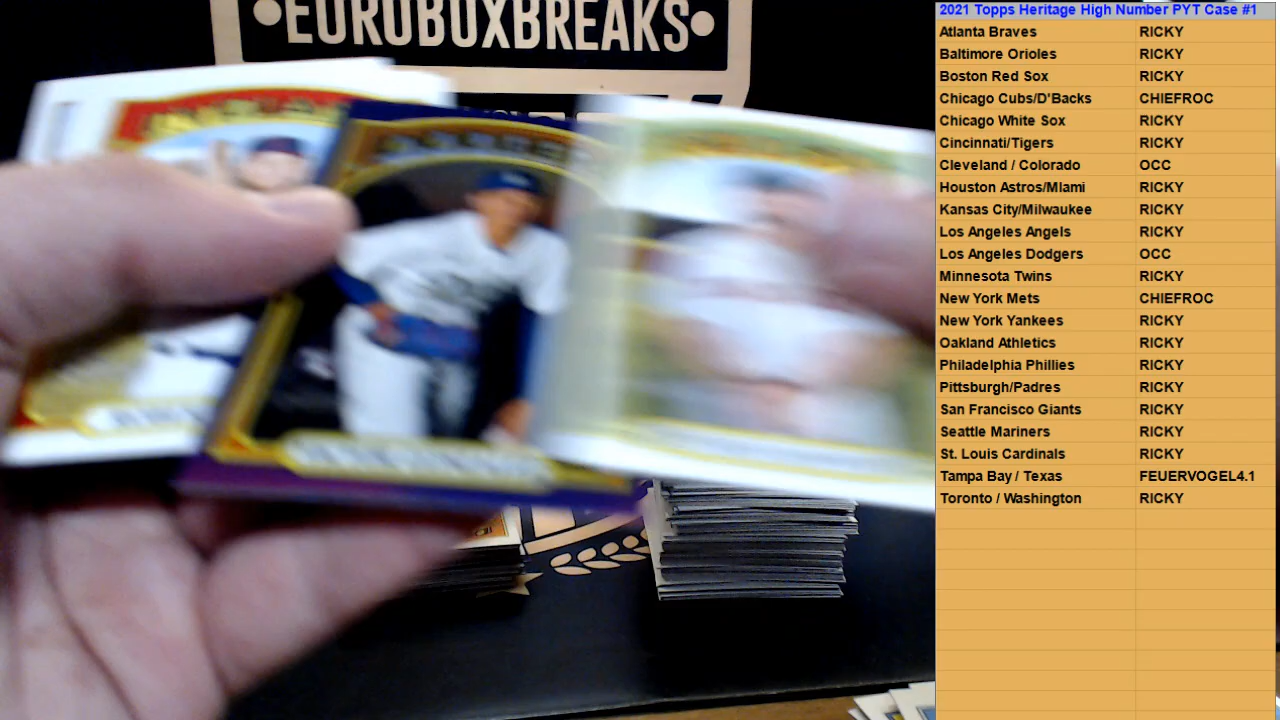 •EUROBOXBREAKS•
INDIANS
DODGERS
2021 Topps Heritage High Number PYT Case #1
Atlanta Braves RICKY
Baltimore Orioles RICKY
Boston Red Sox RICKY
Chicago Cubs/D'Backs CHIEFROC
Chicago White Sox RICKY
Cincinnati/Tigers RICKY
Cleveland / Colorado OCC
Houston Astros/Miami RICKY
Kansas City/Milwaukee RICKY
Los Angeles Angels RICKY
Los Angeles Dodgers OCC
Minnesota Twins RICKY
New York Mets CHIEFROC
New York Yankees RICKY
Oakland Athletics RICKY
Philadelphia Phillies RICKY
Pittsburgh/Padres RICKY
San Francisco Giants RICKY
Seattle Mariners RICKY
St. Louis Cardinals RICKY
Tampa Bay / Texas FEUERVOGEL4.1
Toronto / Washington RICKY